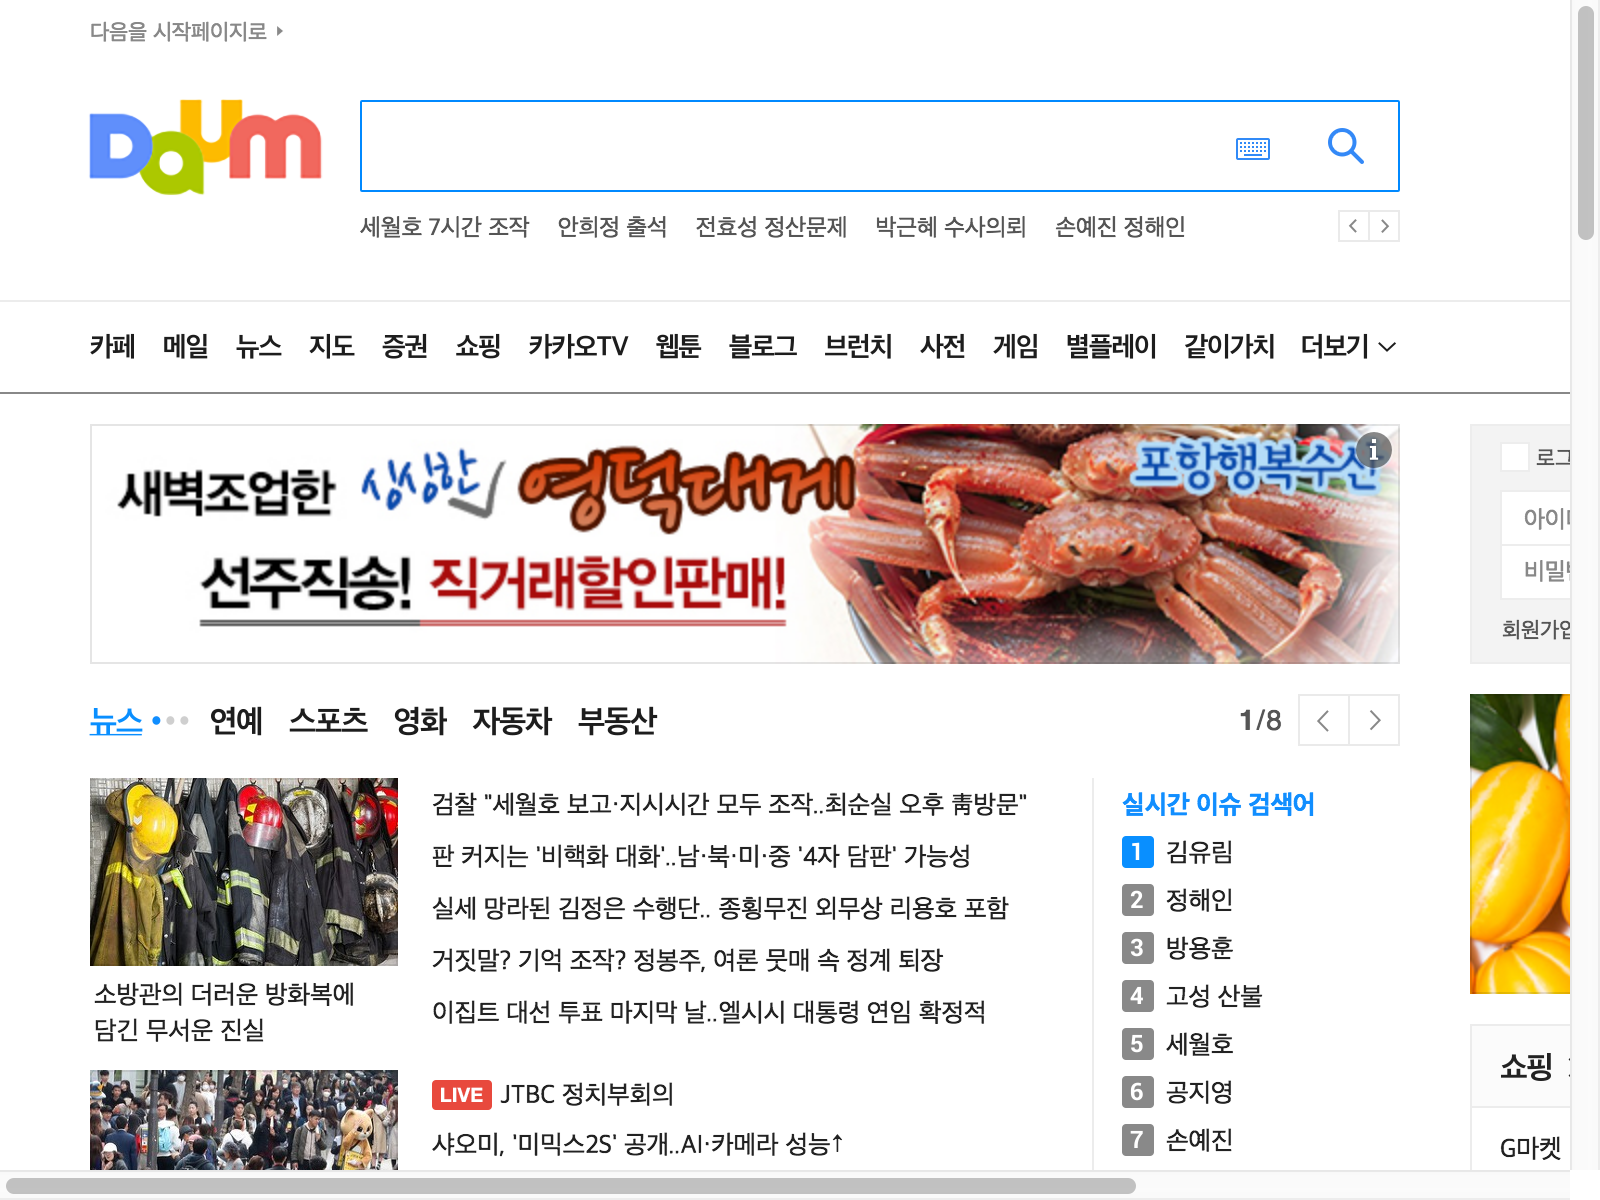 다음을 시작페이지로
Daum
세월호 7시간 조작 안희정 출석 전효성 정산문제 박근혜 수사의뢰 손예진 정해인
카페 메일 뉴스 지도 증권 쇼핑 카카오TV 웹툰 블로그 브런치 사전 게임 별플레이 같이가치 더보기
새벽조업한 싱싱한 영덕대게
포항행복수산
선주직송! 직거래할인판매!
로그
회원가입
뉴스 연예 스포츠 영화 자동차 부동산
1/8
소방관의 더러운 방화복에
담긴 무서운 진실
검찰 "세월호 보고·지시시간 모두 조작..최순실 오후 靑방문"
판 커지는 '비핵화 대화'..남·북·미·중 '4자 담판' 가능성
실세 망라된 김정은 수행단.. 종횡무진 외무상 리용호 포함
거짓말? 기억 조작? 정봉주, 여론 뭇매 속 정계 퇴장
이집트 대선 투표 마지막 날..엘시시 대통령 연임 확정적
LIVE JTBC 정치부회의
샤오미, '미믹스2S' 공개..AI·카메라 성능↑
실시간 이슈 검색어
1 김유림
2 정해인
3 방용훈
4 고성 산불
5 세월호
6 공지영
7 손예진
쇼핑
G마켓